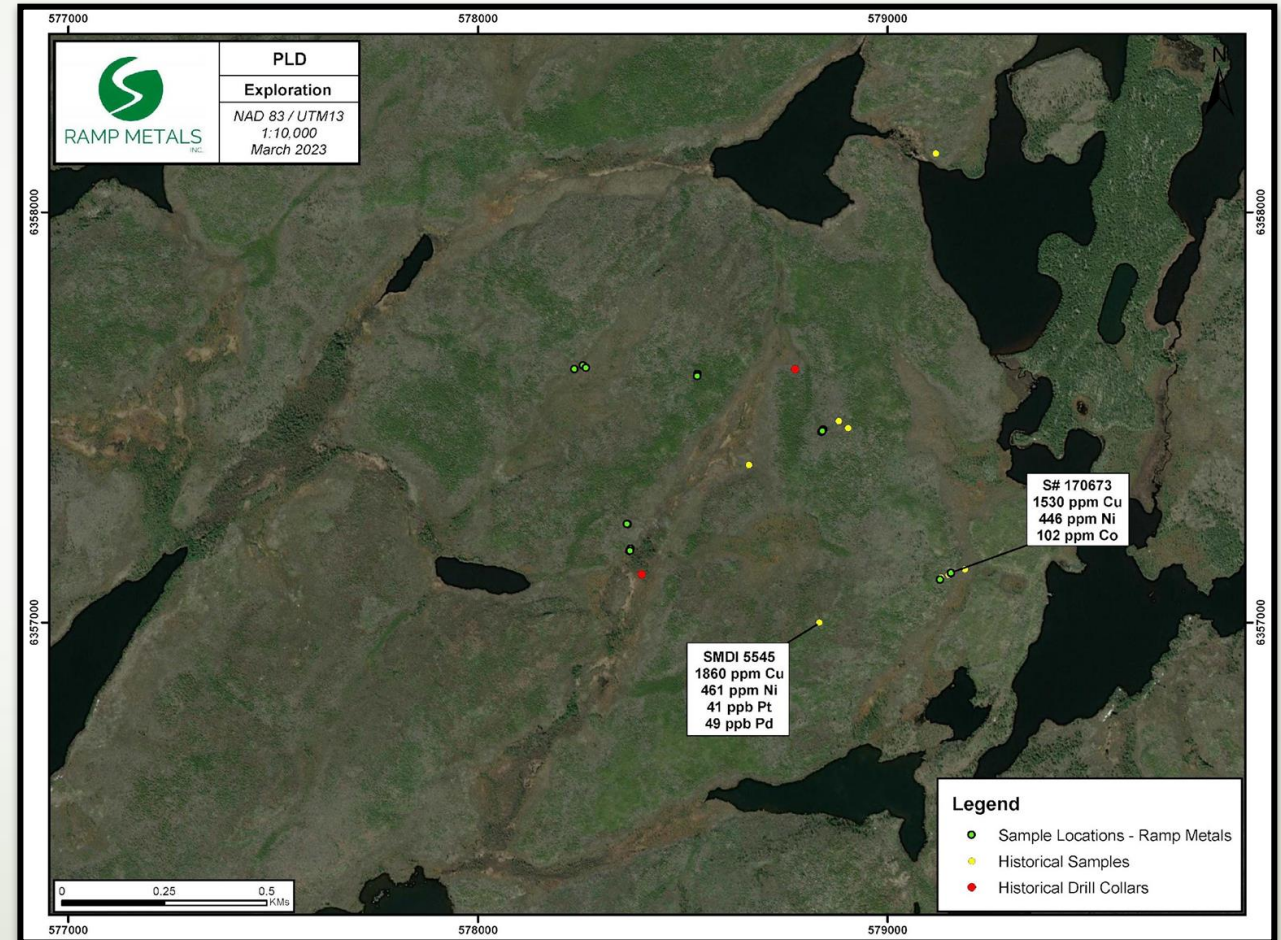 577000
578000
579000
RAMP METALS
INC.
PLD
Exploration
NAD 83 / UTM13
1:10,000
March 2023
N
6358000
6358000
S# 170673
1530 ppm Cu
446 ppm Ni
102 ppm Co
6357000
6357000
SMDI 5545
1860 ppm Cu
461 ppm Ni
41 ppb Pt
49 ppb Pd
Legend
Sample Locations - Ramp Metals
Historical Samples
Historical Drill Collars
0 0.25 0.5
KMs
577000
578000
579000